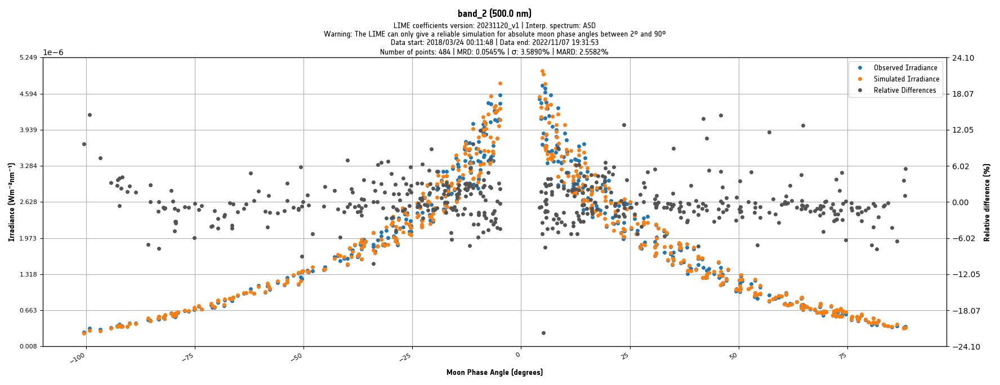 band_2 (500.0 nm)
LIME coefficients version: 20231120_v1 | Interp. spectrum: ASD
Warning: The LIME can only give a reliable simulation for absolute moon phase angles between 2º and 90º
Data start: 2018/03/24 00:11:48 | Data end: 2022/11/07 19:31:53
Number of points: 484 | MRD: 0.0545% | σ: 3.5890% | MARD: 2.5582%
1e−6
5.249
4.594
3.939
3.284
2.628
1.973
1.318
0.663
0.008
Irradiance (Wm⁻²nm⁻¹)
24.10
18.07
12.05
6.02
0.00
−6.02
−12.05
−18.07
−24.10
Relative difference (%)
Observed Irradiance
Simulated Irradiance
Relative Differences
−100
−75
−50
−25
0
25
50
75
Moon Phase Angle (degrees)